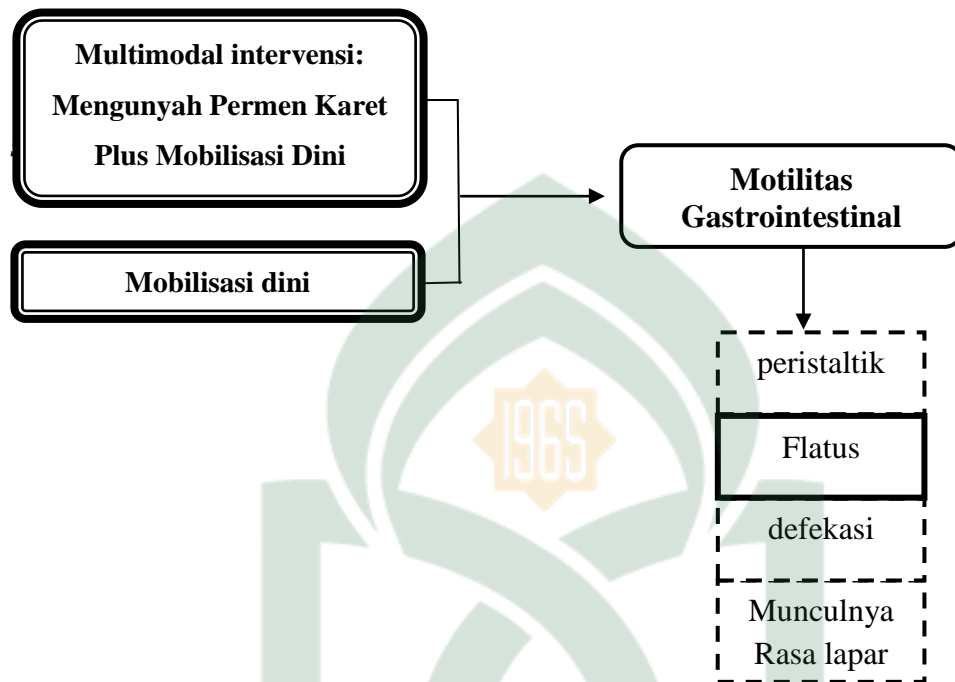 Multimodal intervensi:
Mengunyah Permen Karet
Plus Mobilisasi Dini
Mobilisasi dini
Motilitas
Gastrointestinal
peristaltik
Flatus
defekasi
Munculnya
Rasa lapar
1965